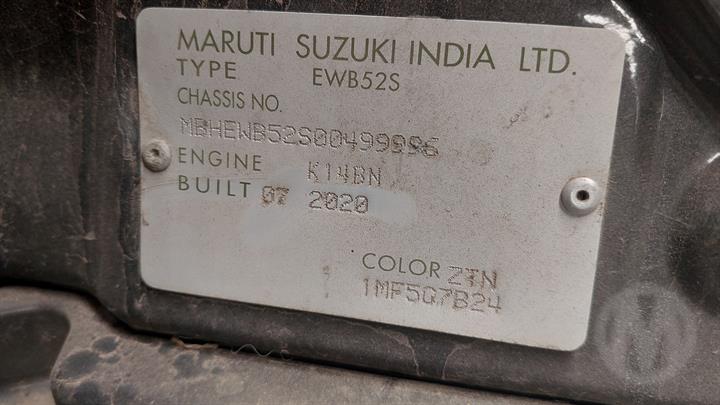 MARUTI SUZUKI INDIA LTD.
TYPE EWB52S
CHASSIS NO.
MBHEWB52S00499996
ENGINE K14BN
BUILT 07 2020
COLOR ZTN
1MF5Q7B24